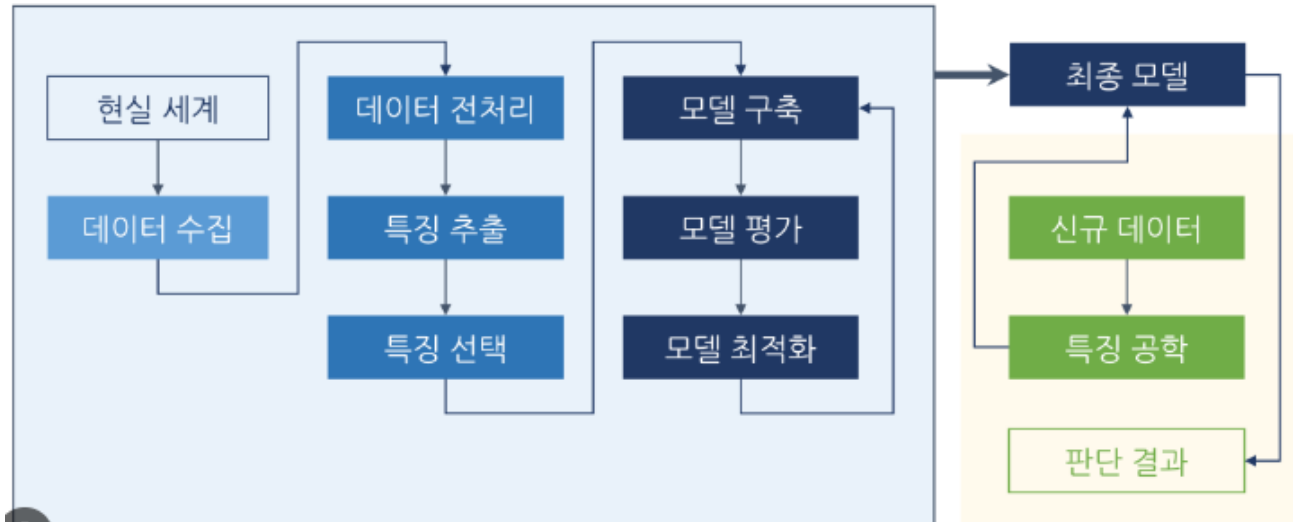 현실 세계
데이터 수집
데이터 전처리
특징 추출
특징 선택
모델 구축
모델 평가
모델 최적화
최종 모델
신규 데이터
특징 공학
판단 결과